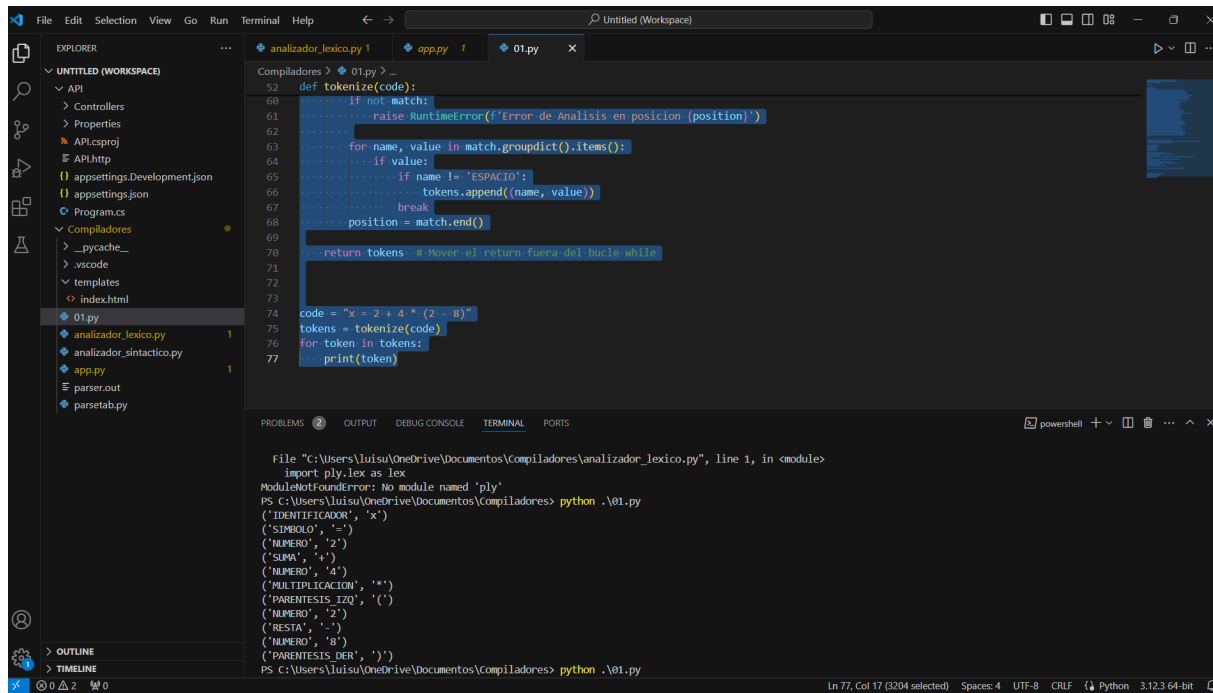 File Edit Selection View Go Run Terminal Help
Untitled (Workspace)
EXPLORER
UNTITLED (WORKSPACE)
API
Controllers
Properties
API.csproj
API.http
appsettings.Development.json
appsettings.json
Program.cs
Compiladores
__pycache__
.vscode
templates
index.html
01.py
analizador_lexico.py 1
analizador_sintactico.py
app.py 1
parser.out
parsetab.py
OUTLINE
TIMELINE
analizador_lexico.py 1 app.py 1 01.py
Compiladores > 01.py > ...
52 def tokenize(code):
60 if not match:
61 raise RuntimeError(f'Error de Analisis en posicion {position}')
62
63 for name, value in match.groupdict().items():
64 if value:
65 if name != 'ESPACIO':
66 tokens.append((name, value))
67 break
68 position = match.end()
69
70 return tokens # Mover el return fuera del bucle while
71
72
73
74 code = "x = 2 + 4 * (2 - 8)"
75 tokens = tokenize(code)
76 for token in tokens:
77 print(token)
PROBLEMS 2 OUTPUT DEBUG CONSOLE TERMINAL PORTS
powershell
File "C:\Users\luisu\OneDrive\Documentos\Compiladores\analizador_lexico.py", line 1, in <module>
import ply.lex as lex
ModuleNotFoundError: No module named 'ply'
PS C:\Users\luisu\OneDrive\Documentos\Compiladores> python .\01.py
('IDENTIFICADOR', 'x')
('SIMBOLO', '=')
('NUMERO', '2')
('SUMA', '+')
('NUMERO', '4')
('MULTIPLICACION', '*')
('PARENTESIS_IZQ', '(')
('NUMERO', '2')
('RESTA', '-')
('NUMERO', '8')
('PARENTESIS_DER', ')')
PS C:\Users\luisu\OneDrive\Documentos\Compiladores> python .\01.py
0 2 0
Ln 77, Col 17 (3204 selected) Spaces: 4 UTF-8 CRLF Python 3.12.3 64-bit